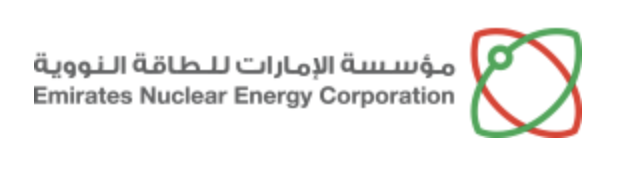 مؤسسة الإمارات للطاقة النووية
Emirates Nuclear Energy Corporation